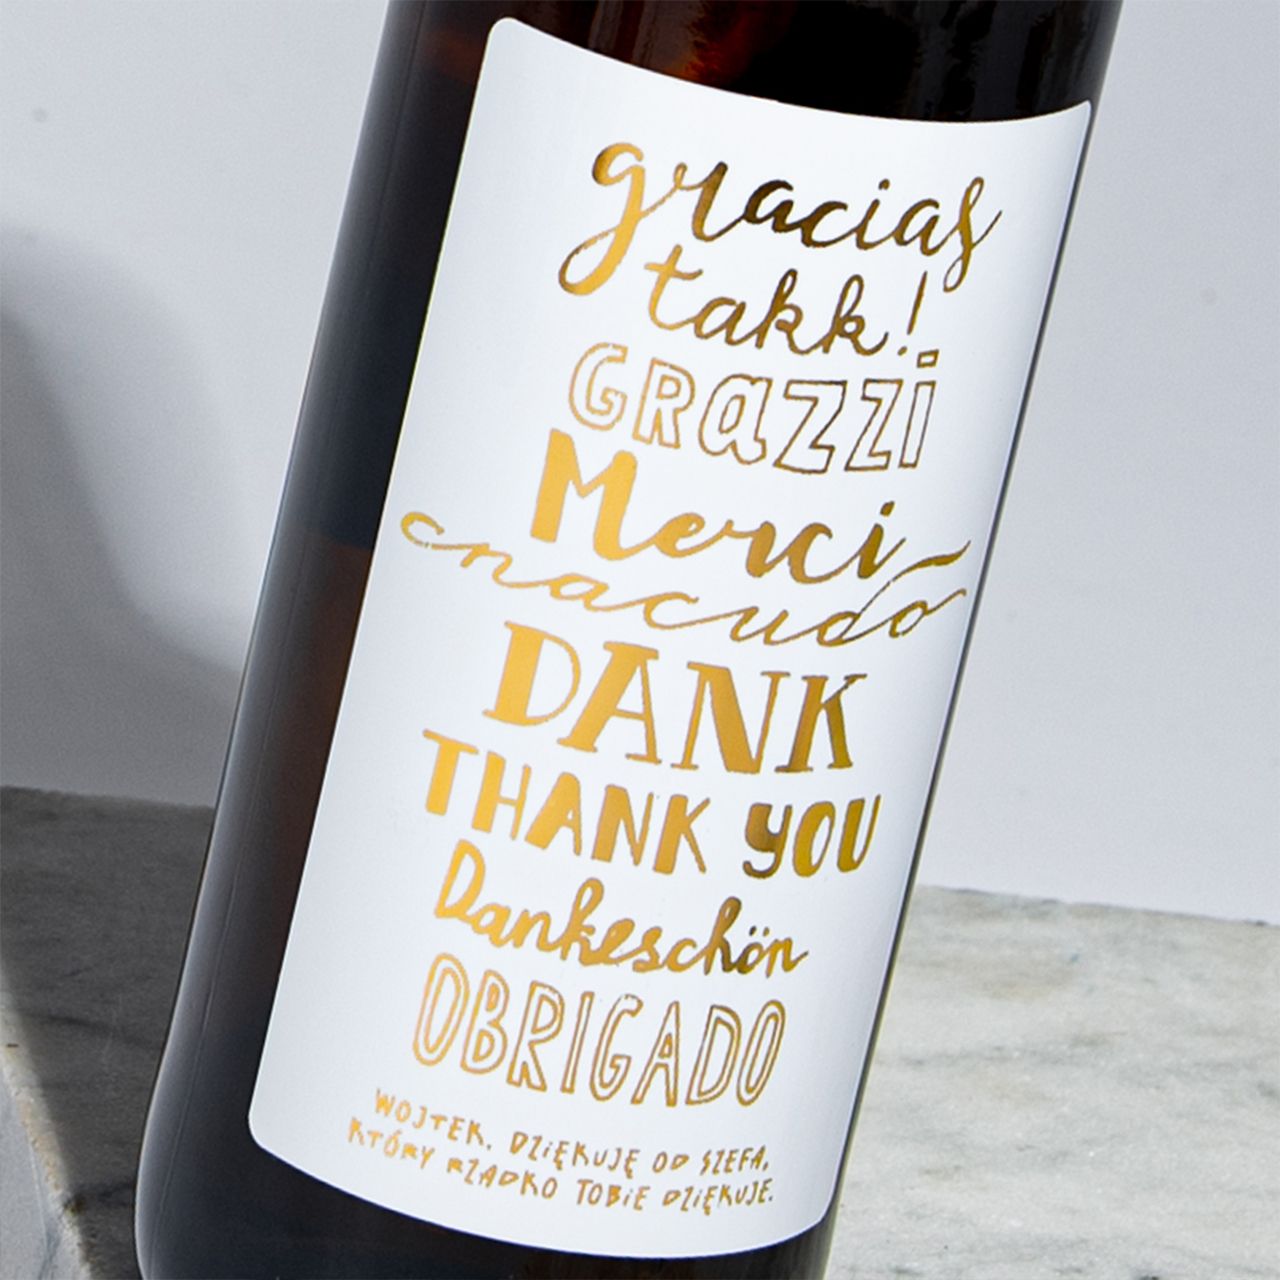 gracias
takk!
GRazzi
Merci
спасибо
DANK
THANK YOU
Dankeschön
OBRIGADO
WOJTEK, DZIĘKUJĘ OD SZEFA,
KTÓRY RZADKO TOBIE DZIĘKUJE.